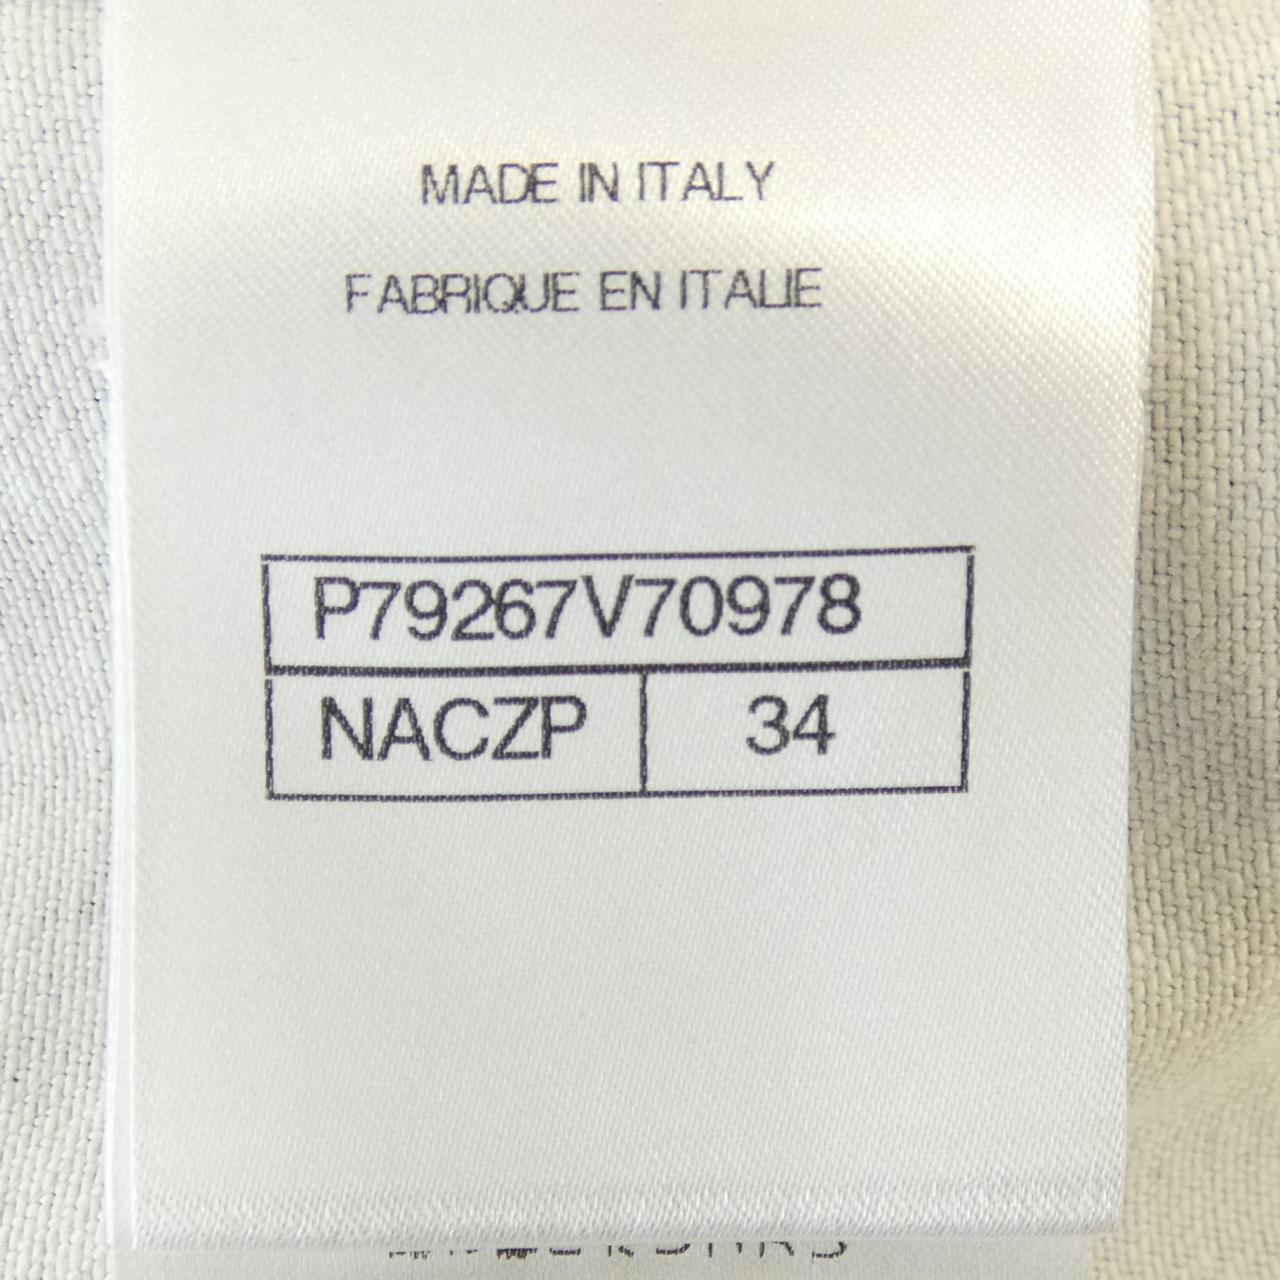 MADE IN ITALY
FABRIQUE EN ITALIE
P79267V70978
NACZP 34